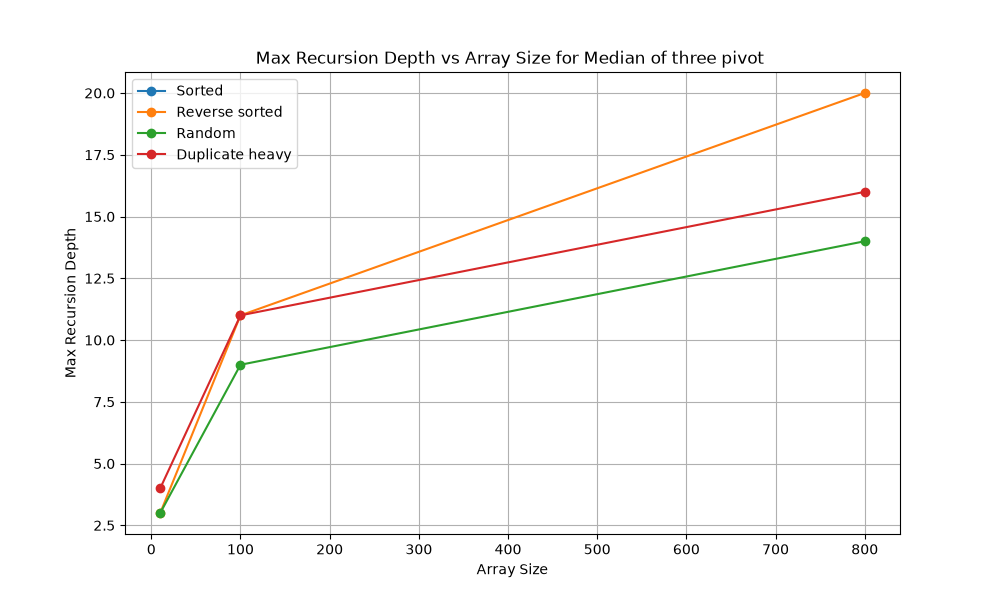 Max Recursion Depth vs Array Size for Median of three pivot
Sorted
Reverse sorted
Random
Duplicate heavy
Max Recursion Depth
20.0
17.5
15.0
12.5
10.0
7.5
5.0
2.5
0 100 200 300 400 500 600 700 800
Array Size